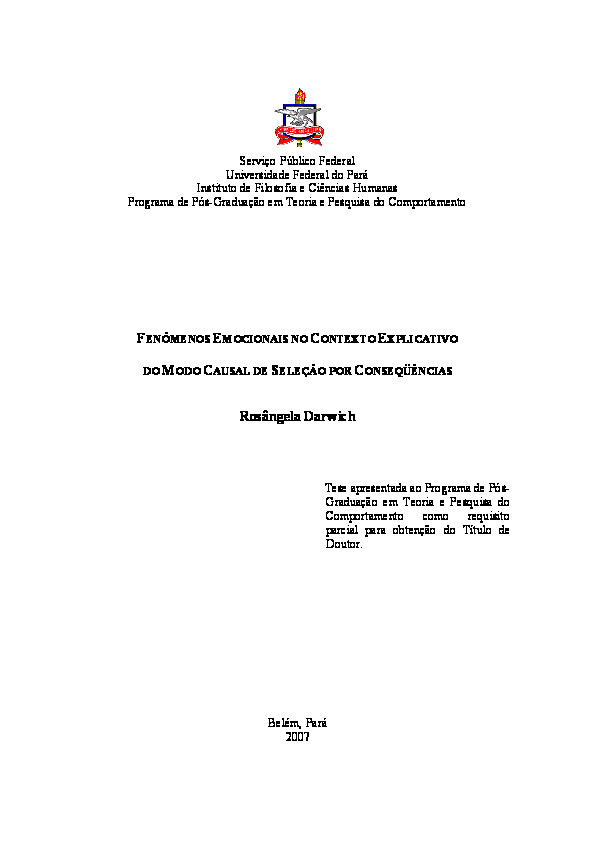 Serviço Público Federal
Universidade Federal do Pará
Instituto de Filosofia e Ciências Humanas
Programa de Pós-Graduação em Teoria e Pesquisa do Comportamento
FENÔMENOS EMOCIONAIS NO CONTEXTO EXPLICATIVO
DO MODO CAUSAL DE SELEÇÃO POR CONSEQÜÊNCIAS
Rosângela Darwich
Tese apresentada ao Programa de Pós-
Graduação em Teoria e Pesquisa do
Comportamento como requisito
parcial para obtenção do Título de
Doutor.
Belém, Pará
2007